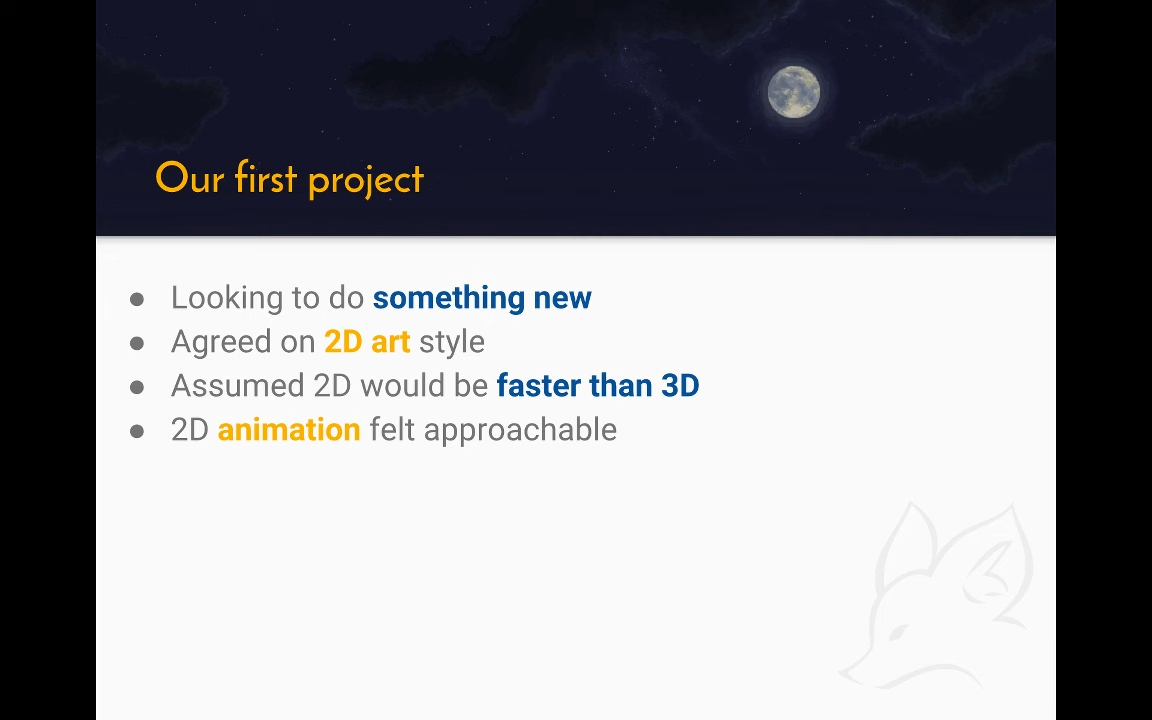 Our first project
● Looking to do something new
● Agreed on 2D art style
● Assumed 2D would be faster than 3D
● 2D animation felt approachable